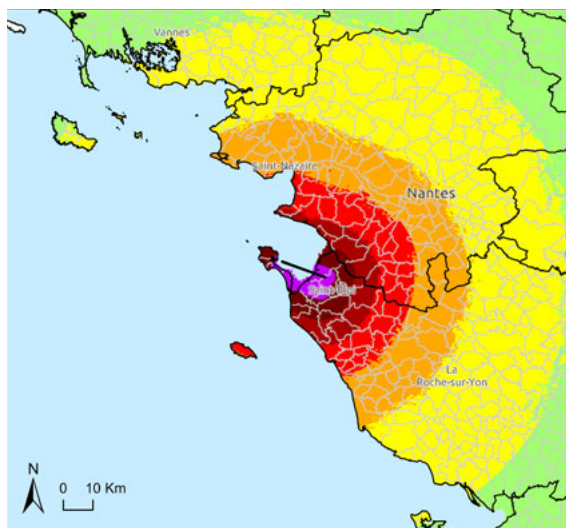 Vannes
Saint-Nazaire
Nantes
La
Roche-sur-Yon
N
0 10 Km